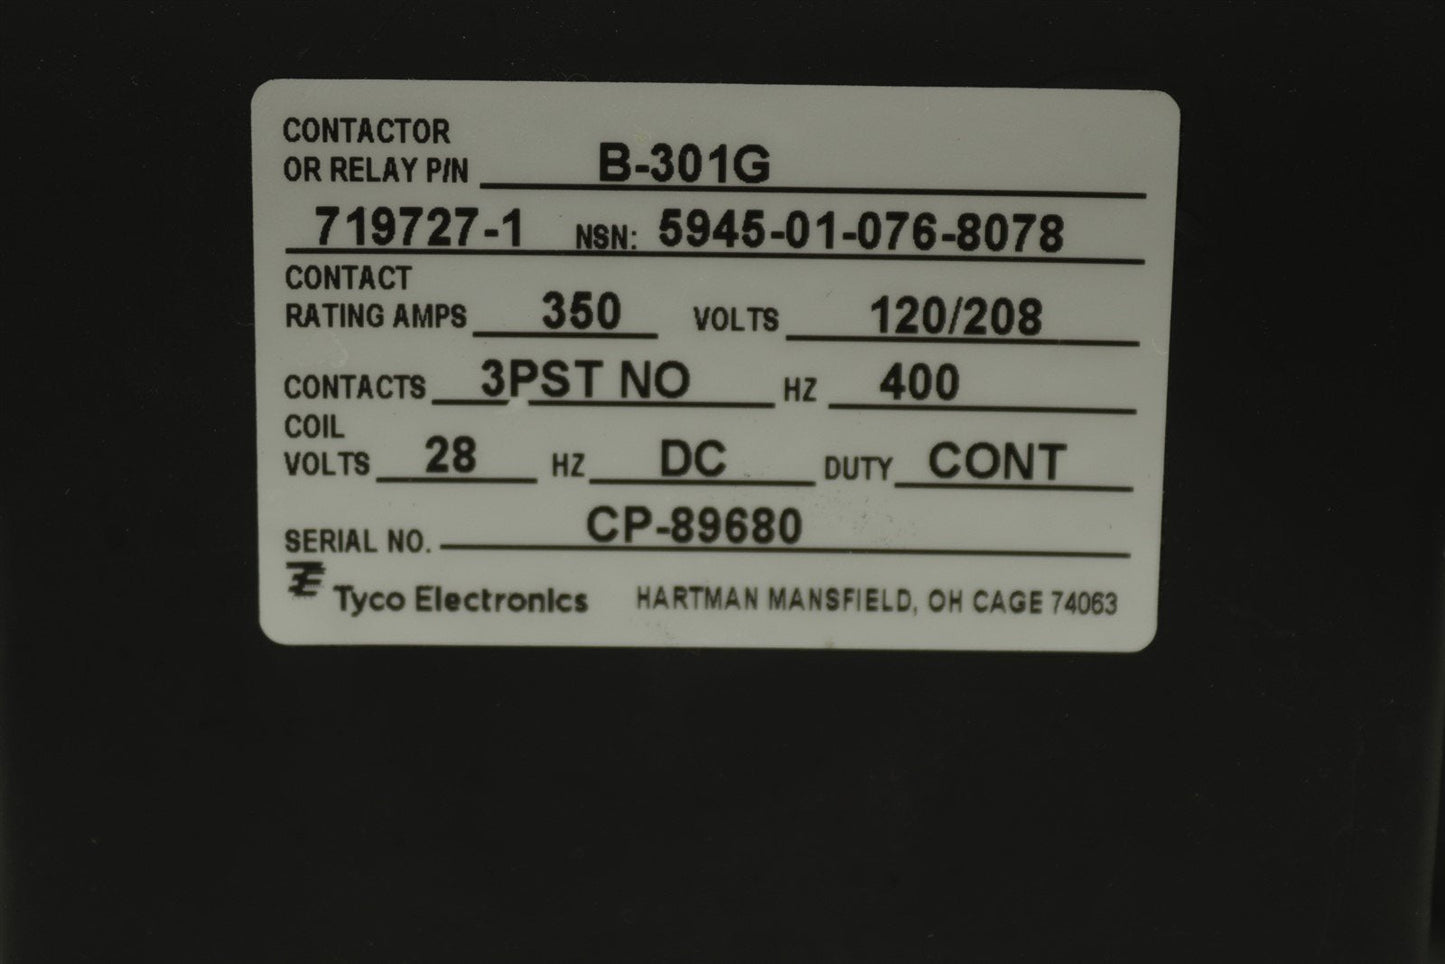 CONTACTOR
OR RELAY P/N B-301G
719727-1 NSN: 5945-01-076-8078
CONTACT
RATING AMPS 350 VOLTS 120/208
CONTACTS 3PST NO HZ 400
COIL
VOLTS 28 HZ DC DUTY CONT
SERIAL NO. CP-89680
Tyco Electronics HARTMAN MANSFIELD, OH CAGE 74063